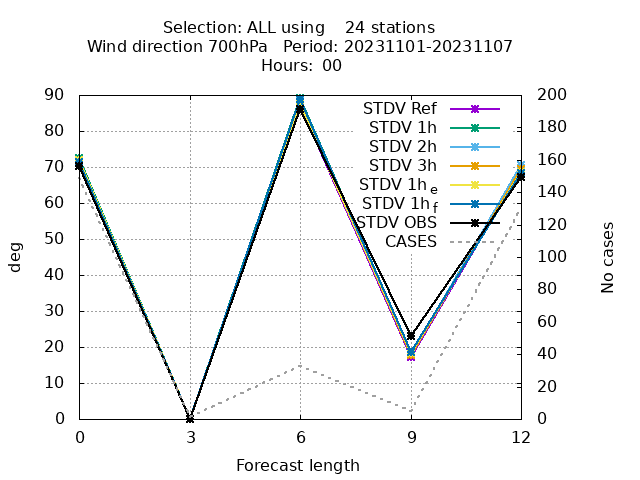 Selection: ALL using    24 stations
Wind direction 700hPa   Period: 20231101-20231107
Hours: 00
STDV Ref
STDV 1h
STDV 2h
STDV 3h
STDV 1h e
STDV 1h f
STDV OBS
CASES
90
80
70
60
50
40
30
20
10
0
deg
200
180
160
140
120
100
80
60
40
20
0
No cases
0 3 6 9 12
Forecast length